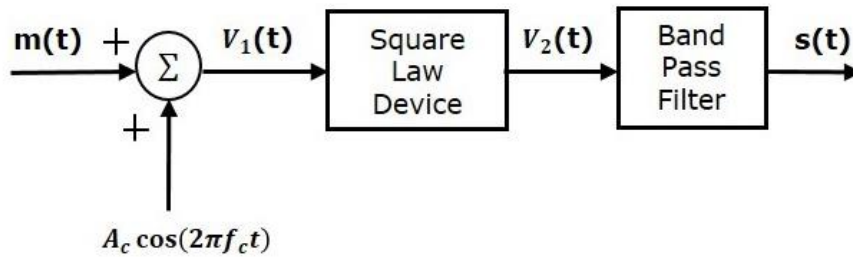 m(t) + V₁(t) Square Law Device V₂(t) Band Pass Filter s(t)
Σ
+
A_c cos(2πf_c t)